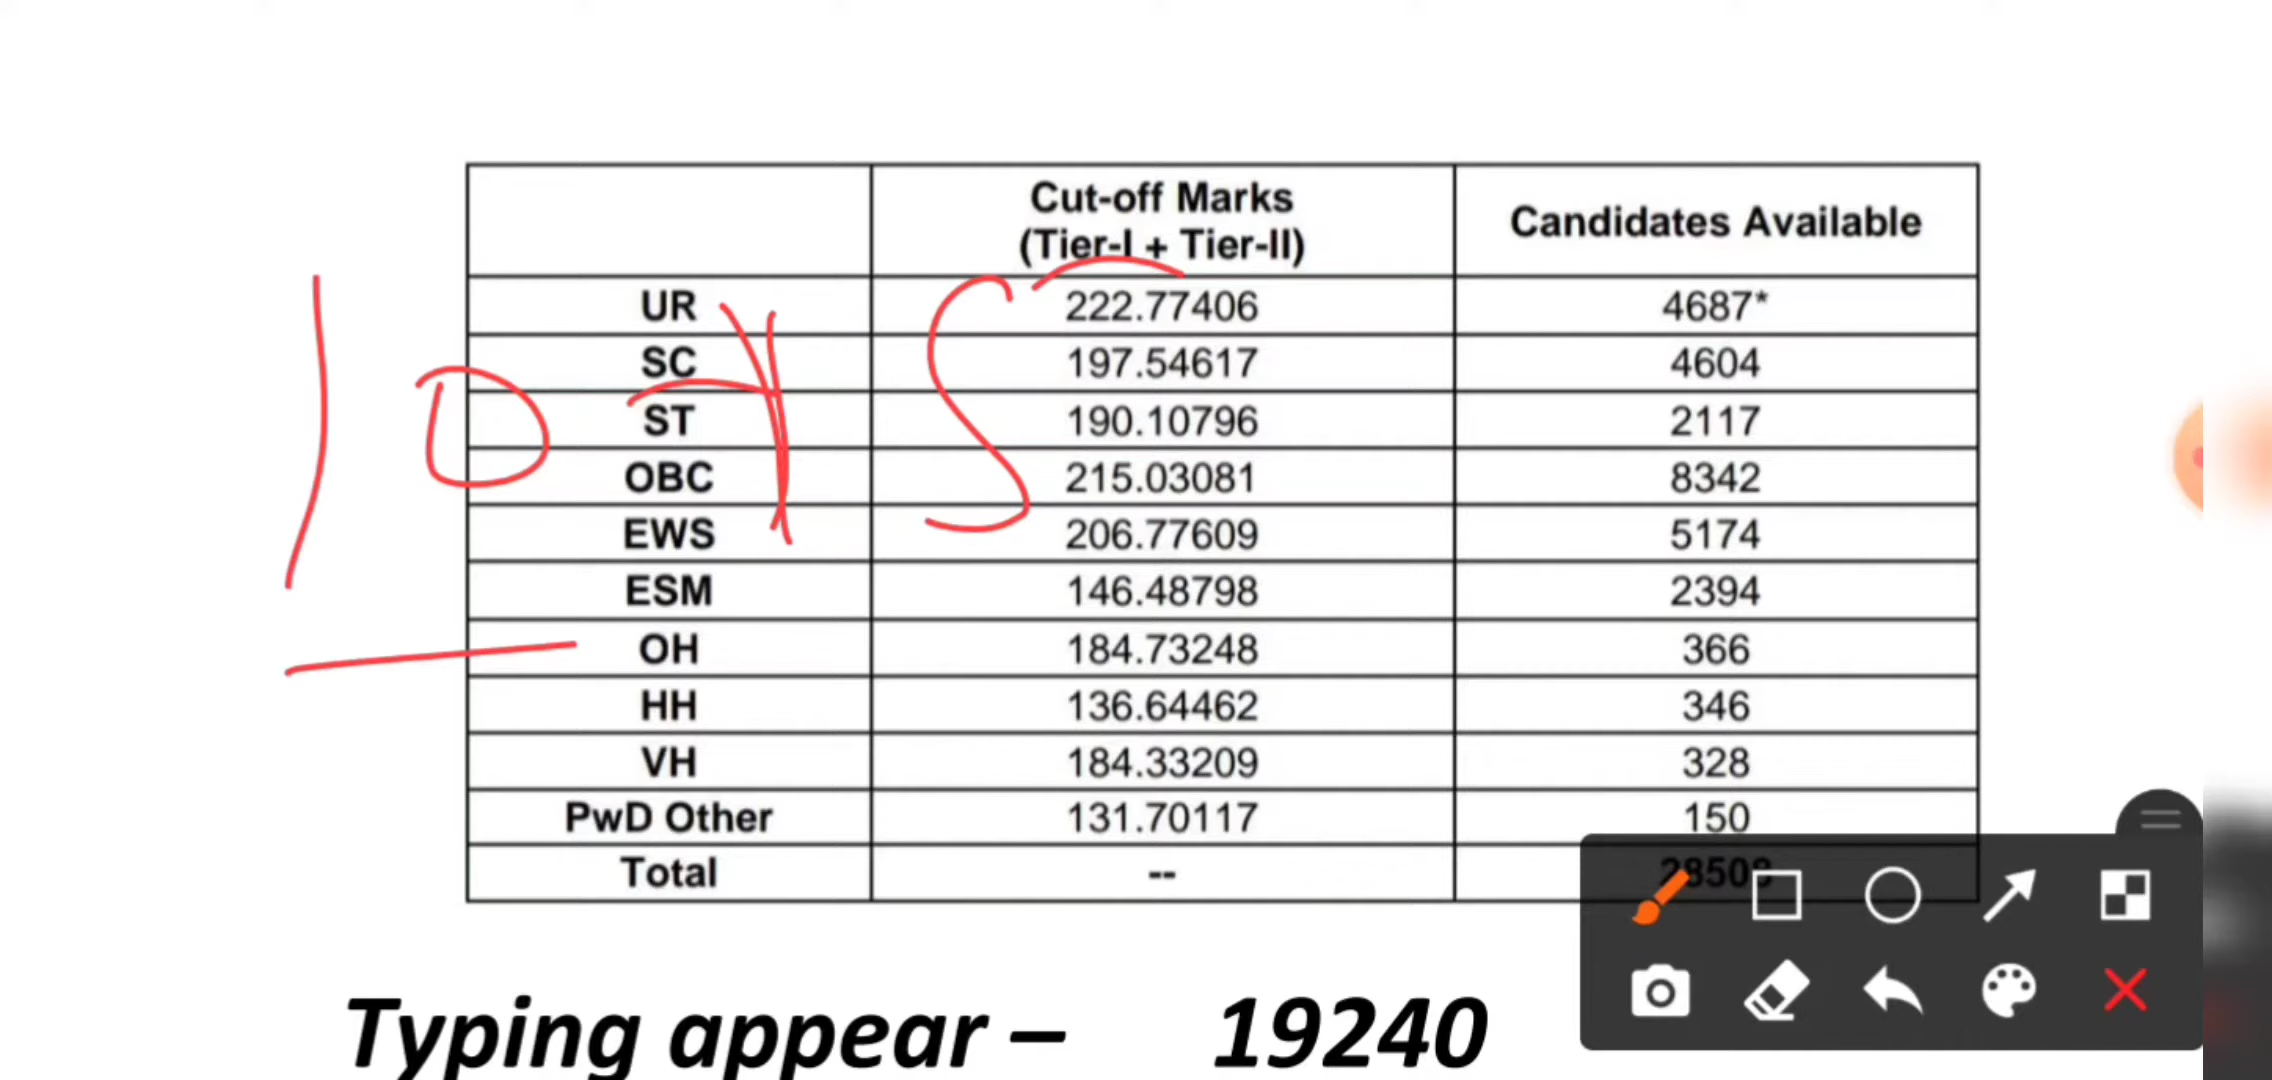 Cut-off Marks (Tier-I + Tier-II) Candidates Available
UR 222.77406 4687*
SC 197.54617 4604
ST 190.10796 2117
OBC 215.03081 8342
EWS 206.77609 5174
ESM 146.48798 2394
OH 184.73248 366
HH 136.64462 346
VH 184.33209 328
PwD Other 131.70117 150
Total -- 28508
Typing appear – 19240